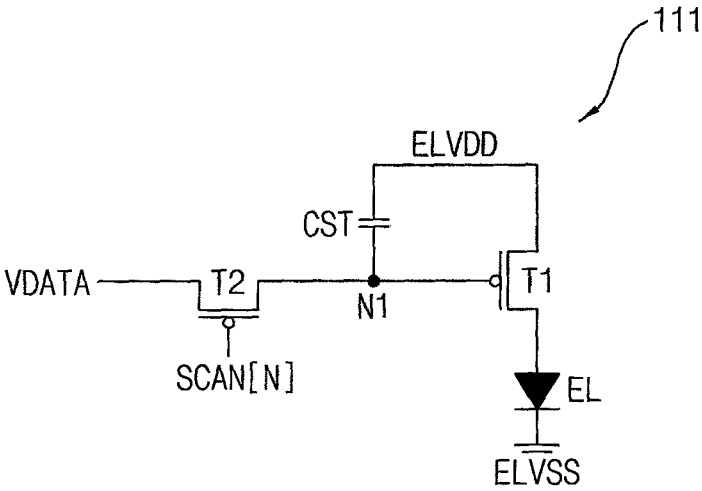 111
ELVDD
CST
VDATA
T2
N1
T1
SCAN[N]
EL
ELVSS